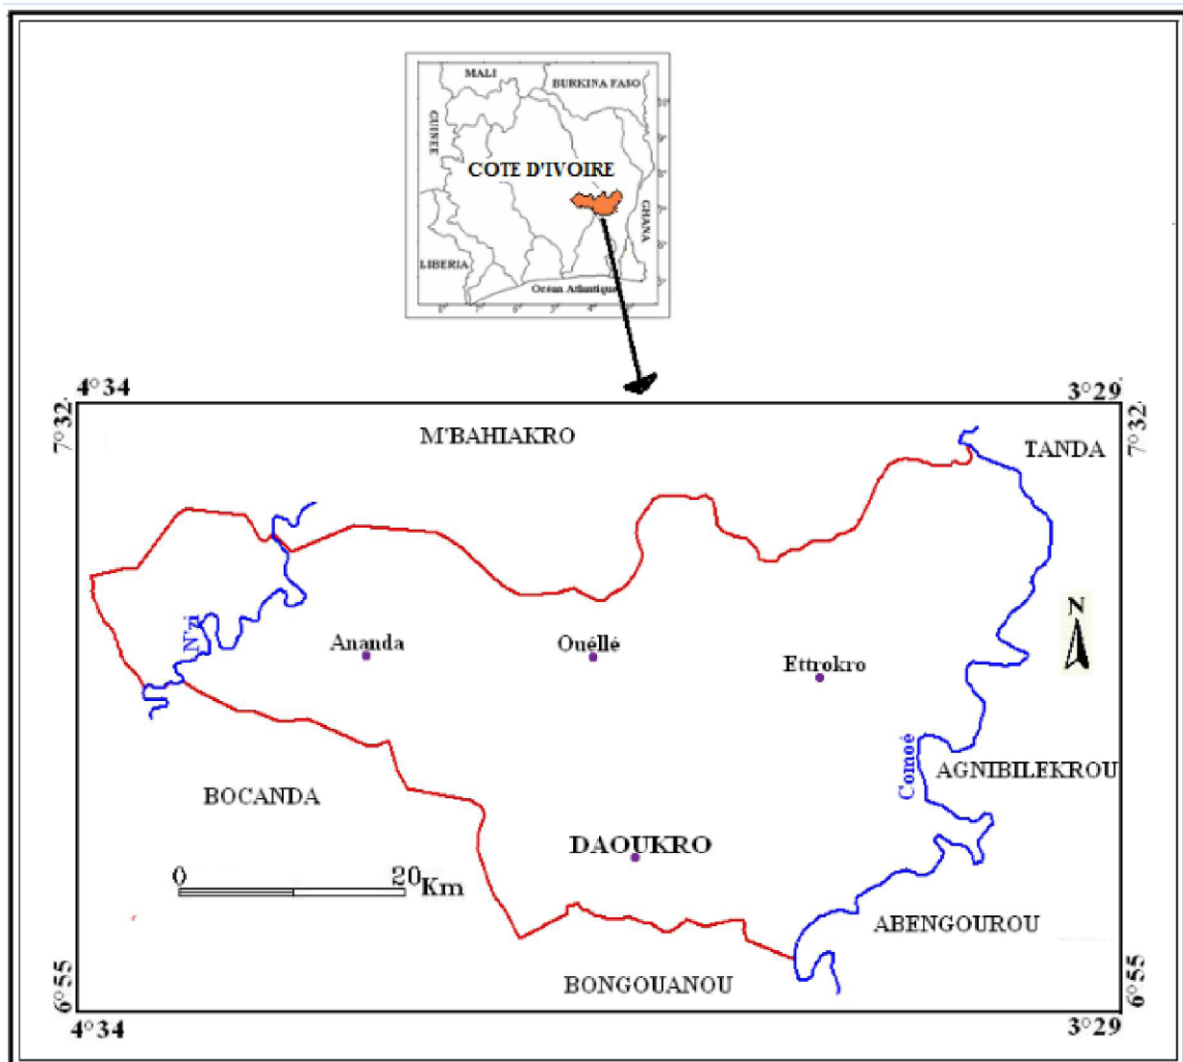 MALI
BURKINA FASO
GUINEE
COTE D'IVOIRE
GHANA
LIBERIA
Océan Atlantique
4°34
3°29
7°32
7°32
M'BAHIAKRO
TANDA
N
N'zi
Ananda
Ouéllé
Ettrokro
Comoé
AGNIBILEKROU
BOCANDA
DAOUKRO
0
20
Km
ABENGOUROU
BONGOUANOU
6°55
6°55
4°34
3°29